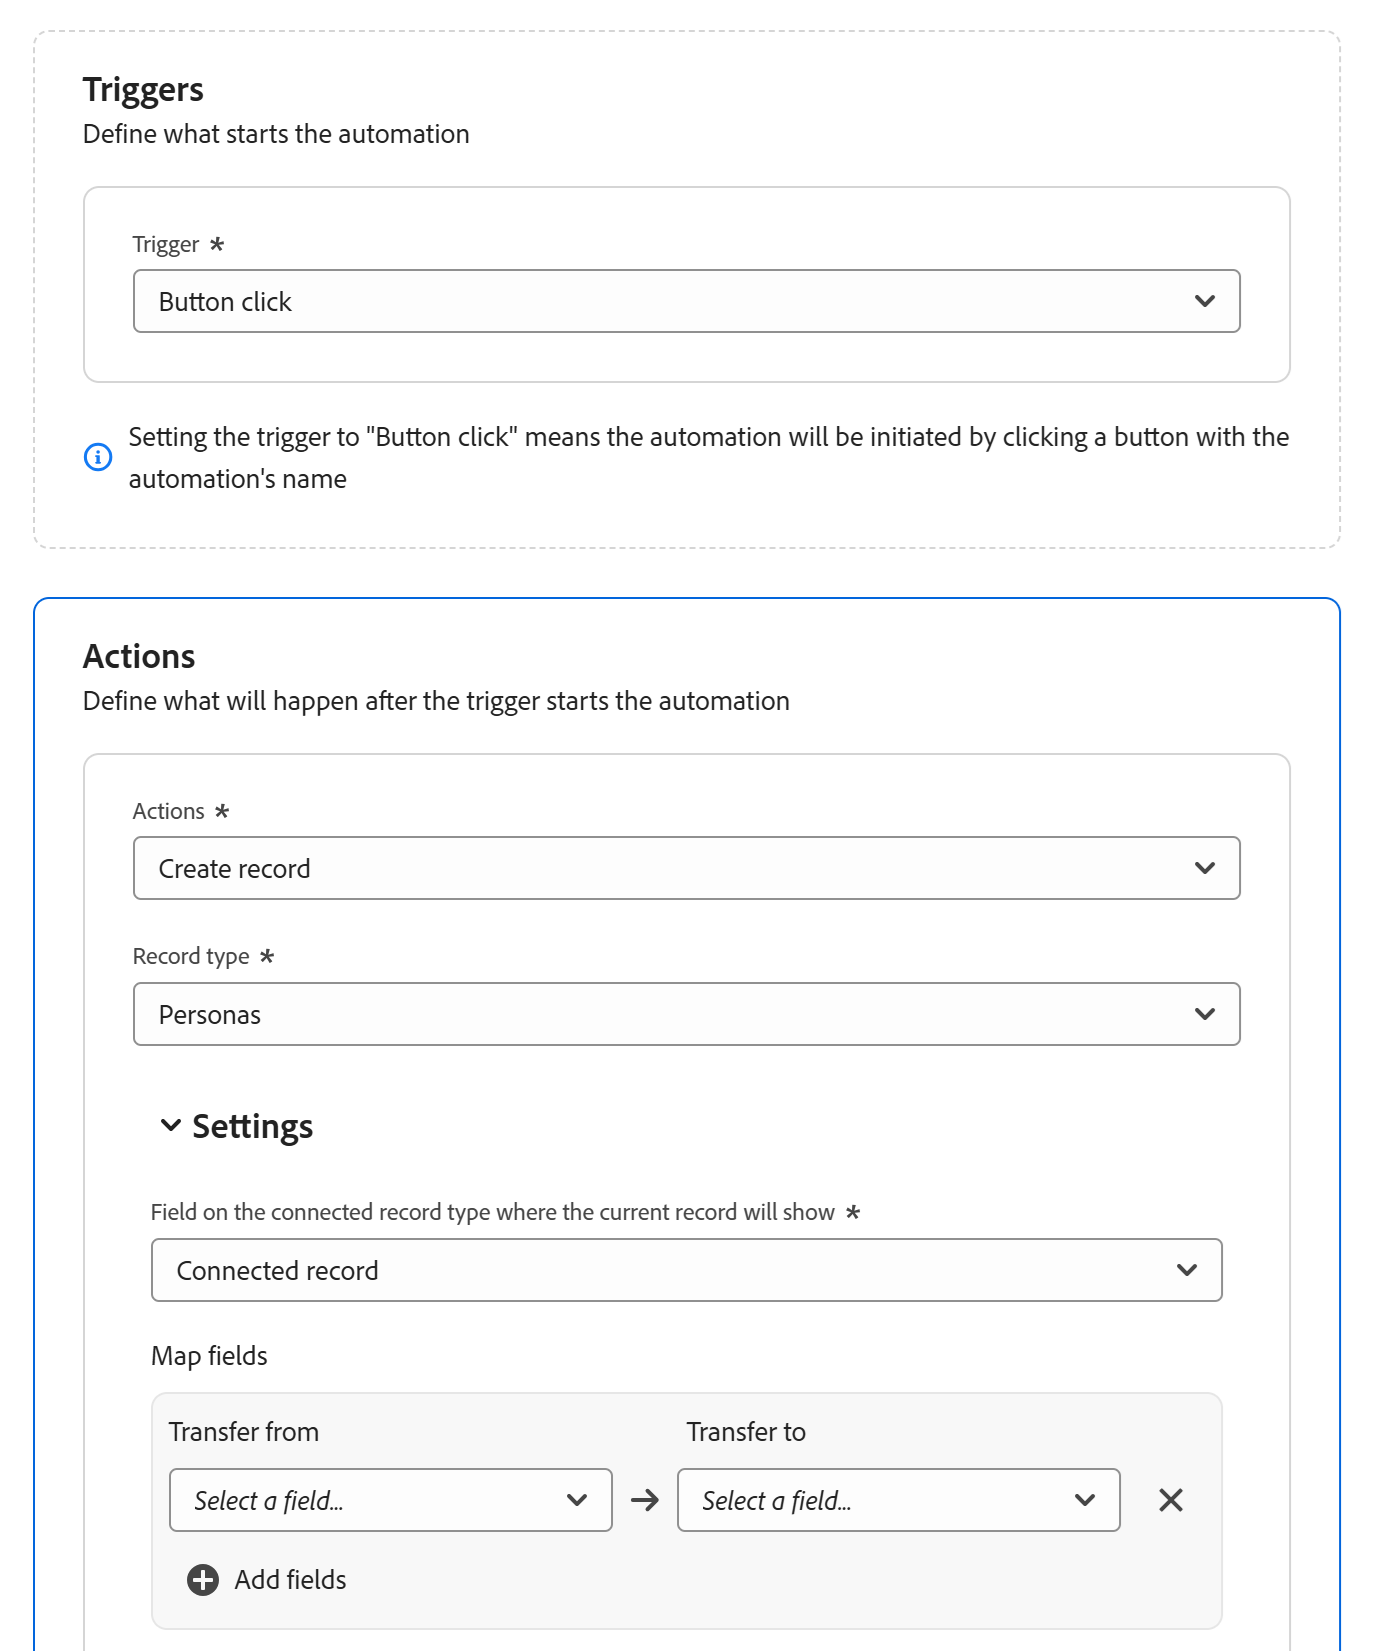 Triggers
Define what starts the automation
Trigger *
Button click
Setting the trigger to "Button click" means the automation will be initiated by clicking a button with the
automation's name
Actions
Define what will happen after the trigger starts the automation
Actions *
Create record
Record type *
Personas
Settings
Field on the connected record type where the current record will show *
Connected record
Map fields
Transfer from Transfer to
Select a field... Select a field...
Add fields